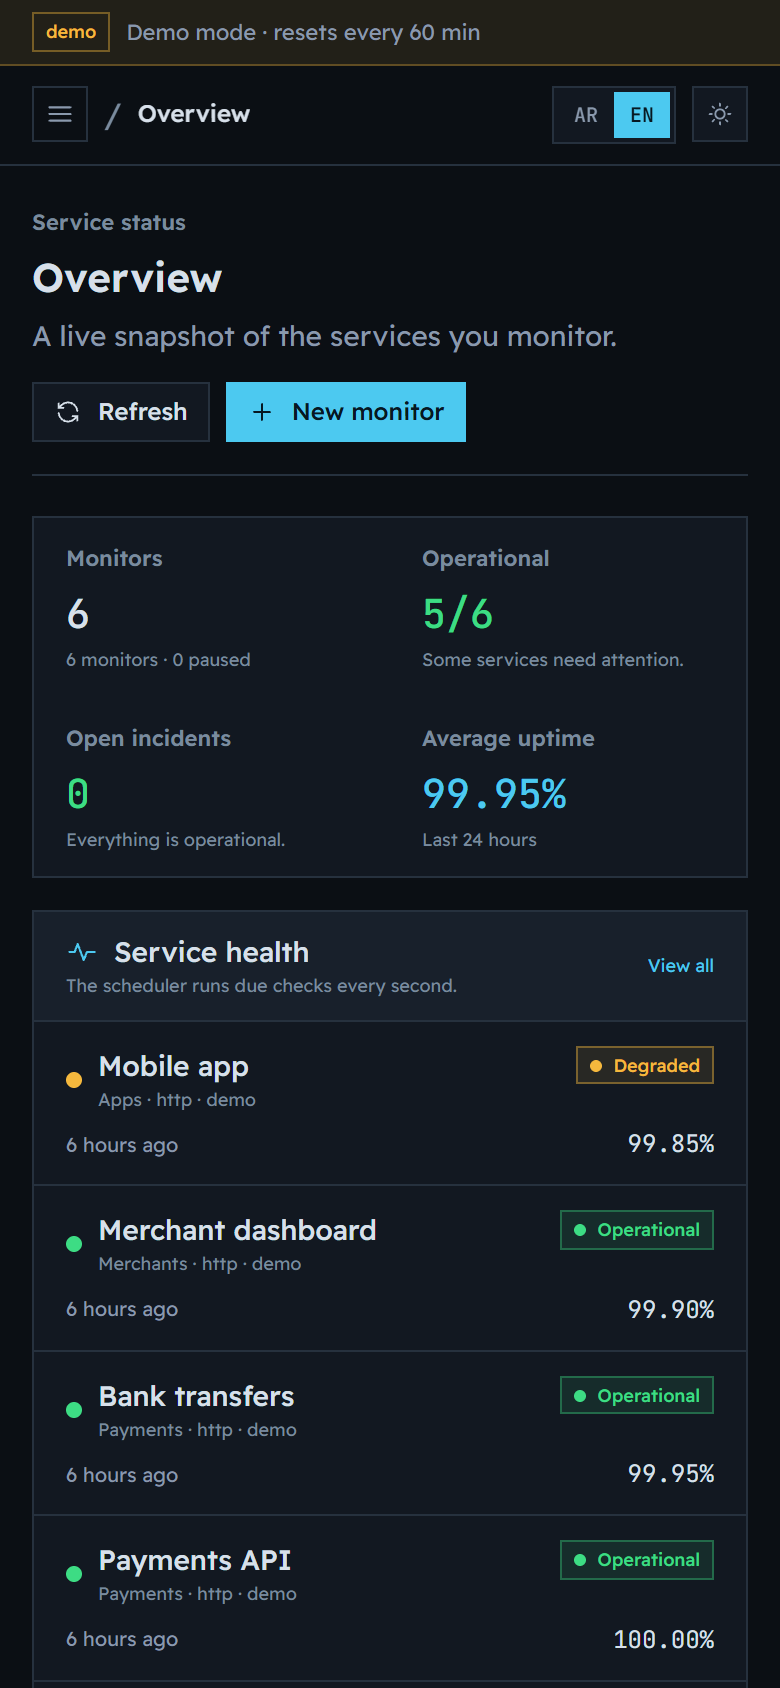 demo Demo mode · resets every 60 min
/ Overview AR EN
Service status
Overview
A live snapshot of the services you monitor.
Refresh + New monitor
Monitors
6
6 monitors · 0 paused
Operational
5/6
Some services need attention.
Open incidents
0
Everything is operational.
Average uptime
99.95%
Last 24 hours
Service health
The scheduler runs due checks every second.
View all
Mobile app
Degraded
Apps · http · demo
6 hours ago 99.85%
Merchant dashboard
Operational
Merchants · http · demo
6 hours ago 99.90%
Bank transfers
Operational
Payments · http · demo
6 hours ago 99.95%
Payments API
Operational
Payments · http · demo
6 hours ago 100.00%